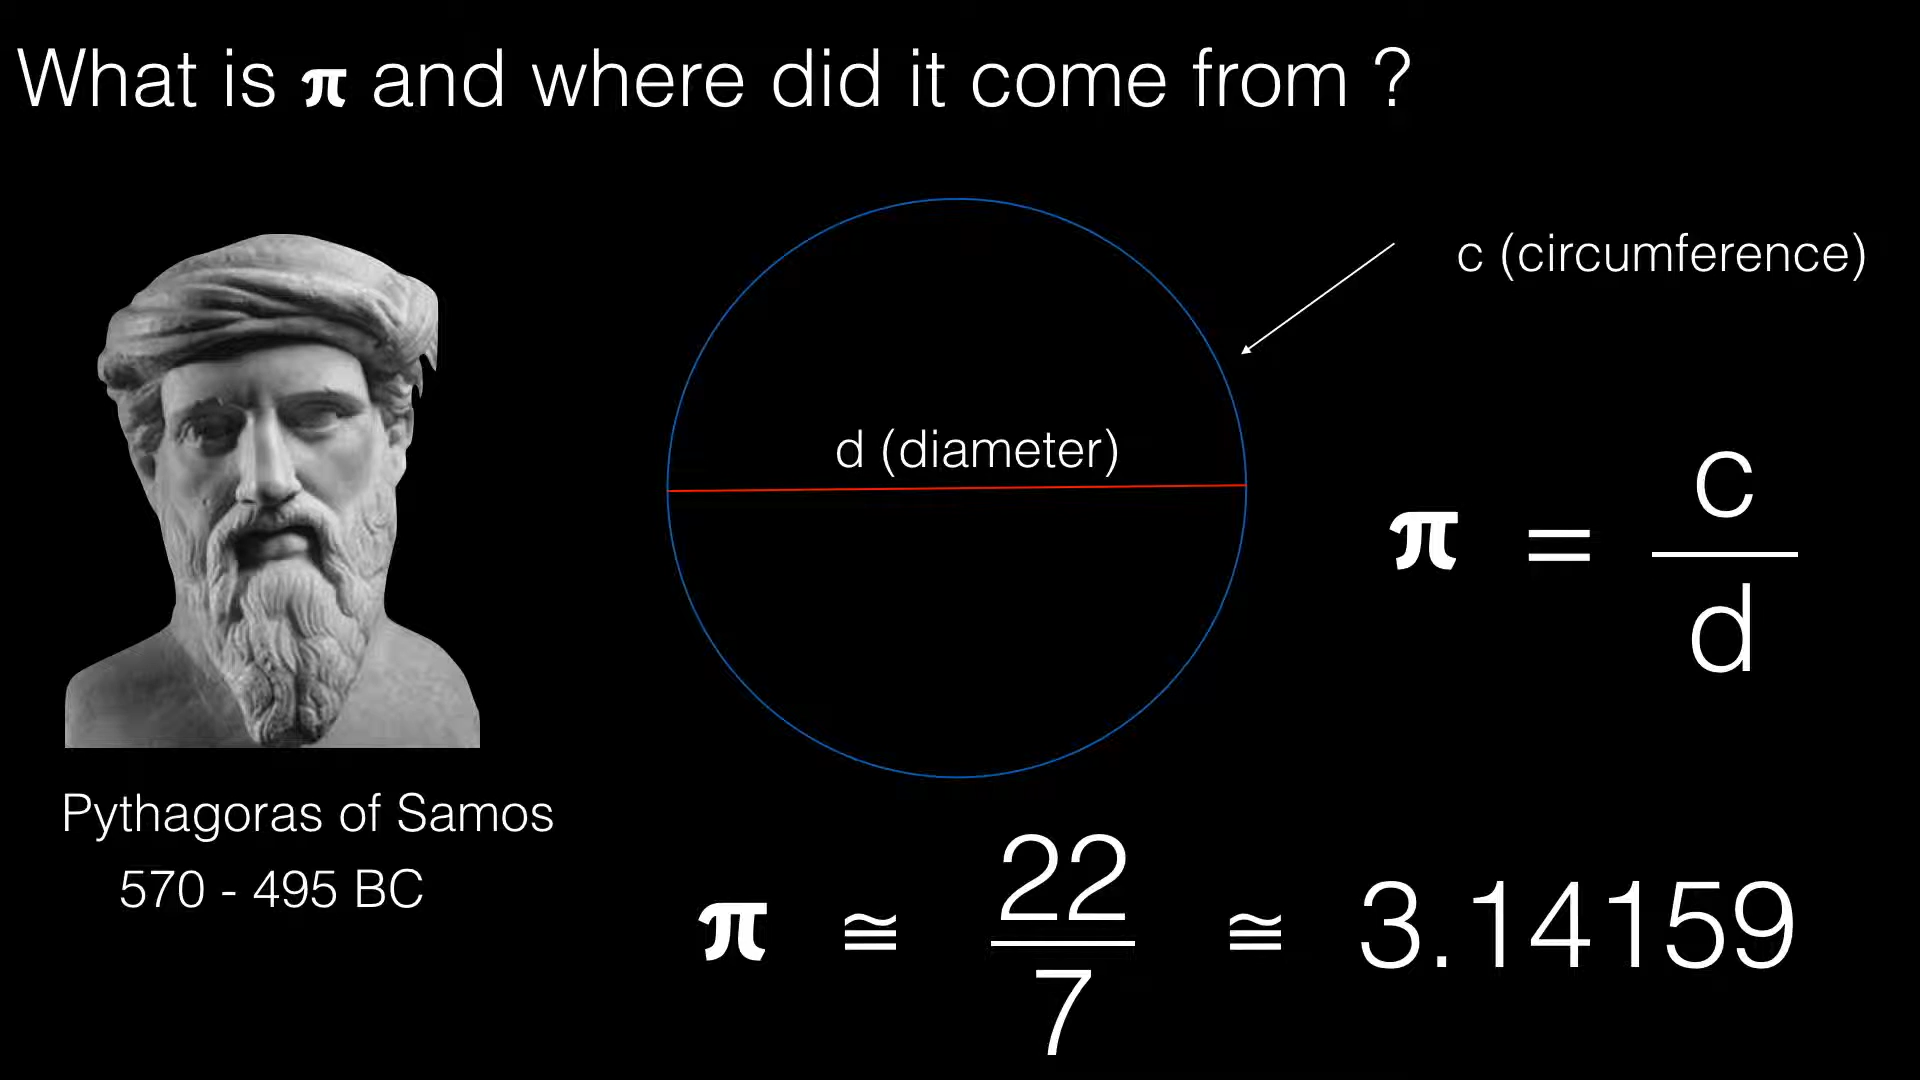 What is π and where did it come from ?
c (circumference)
d (diameter)
π = c
d
Pythagoras of Samos
570 - 495 BC
π ≅ 22 ≅ 3.14159
7